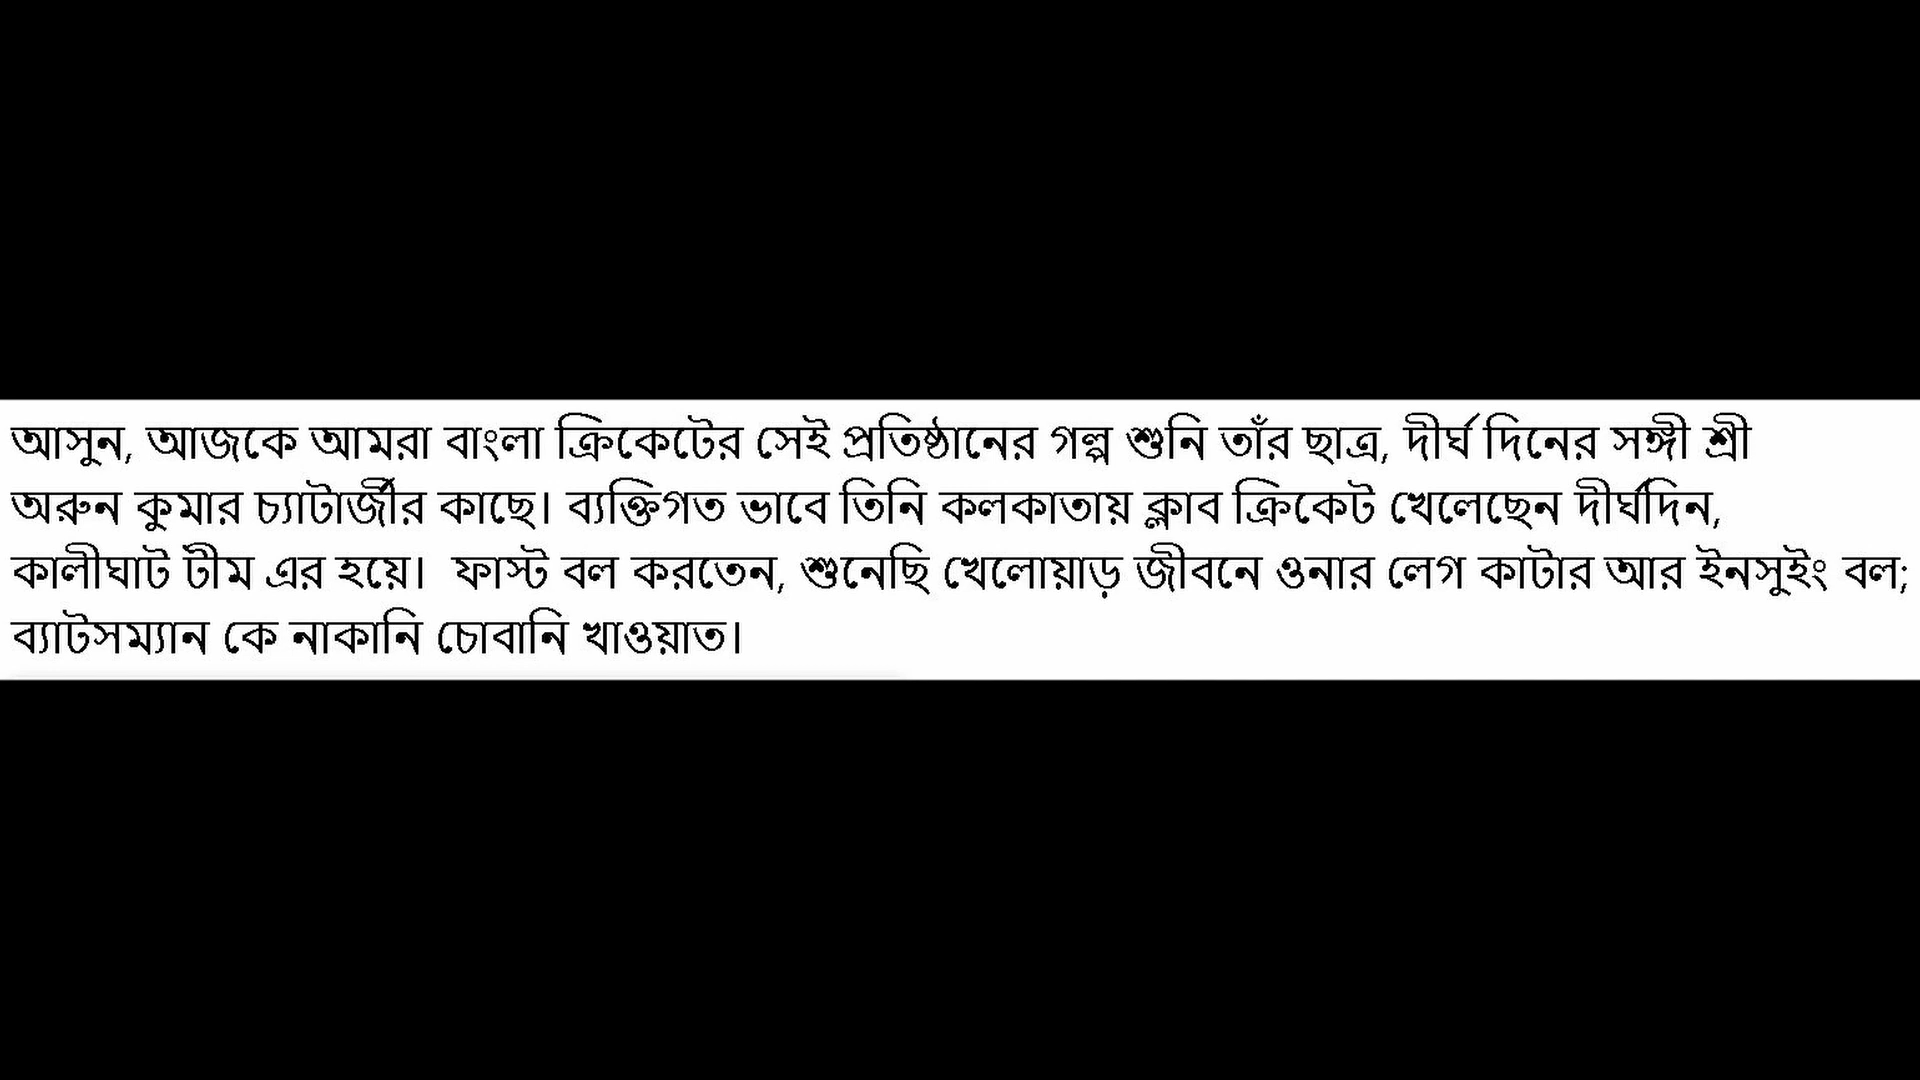 আসুন, আজকে আমরা বাংলা ক্রিকেটের সেই প্রতিষ্ঠানের গল্প শুনি তাঁর ছাত্র, দীর্ঘ দিনের সঙ্গী শ্রী
অরুন কুমার চ্যাটার্জীর কাছে। ব্যক্তিগত ভাবে তিনি কলকাতায় ক্লাব ক্রিকেট খেলেছেন দীর্ঘদিন,
কালীঘাট টীম এর হয়ে। ফাস্ট বল করতেন, শুনেছি খেলোয়াড় জীবনে ওনার লেগ কাটার আর ইনসুইং বল;
ব্যাটসম্যান কে নাকানি চোবানি খাওয়াত।